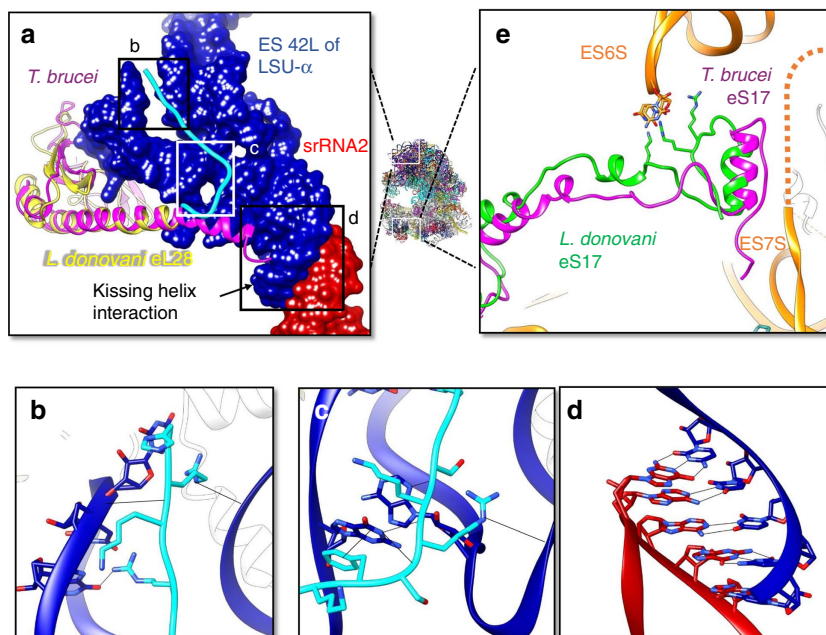 a
b
ES 42L of
LSU-α
T. brucei
srRNA2
c
d
L. donovani eL28
Kissing helix
interaction
e
ES6S
T. brucei
eS17
L. donovani
eS17
ES7S
b
c
d